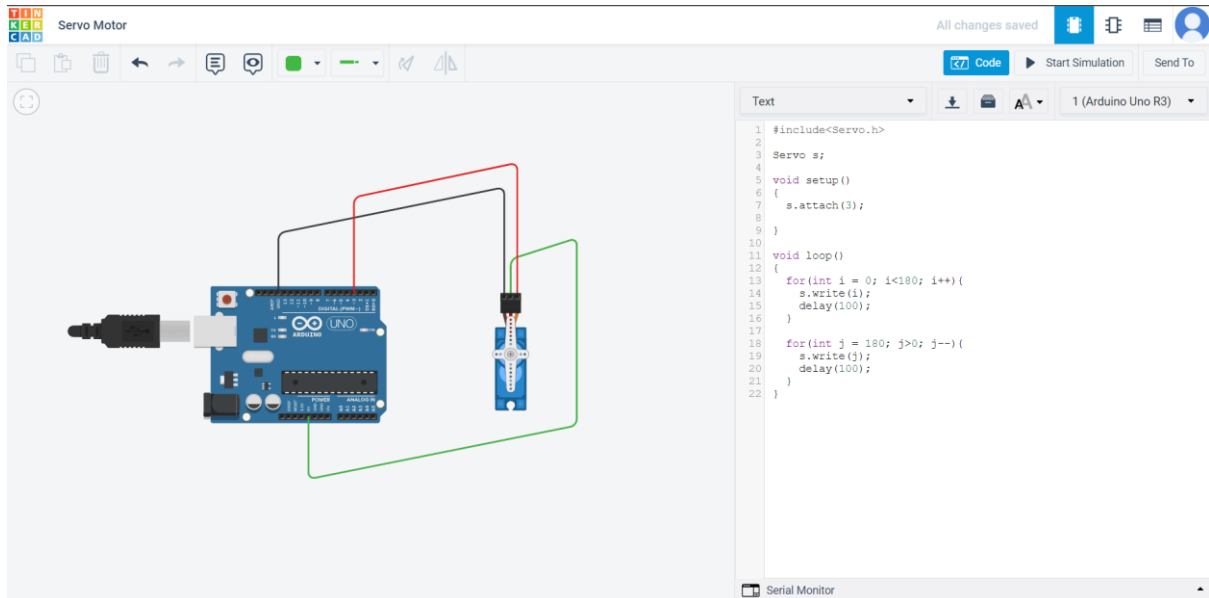 TIN
KER
CAD
Servo Motor
All changes saved
Code
Start Simulation
Send To
Text
1 (Arduino Uno R3)
1 #include<Servo.h>
2
3 Servo s;
4
5 void setup()
6 {
7 s.attach(3);
8
9 }
10
11 void loop()
12 {
13 for(int i = 0; i<180; i++){
14 s.write(i);
15 delay(100);
16 }
17
18 for(int j = 180; j>0; j--){
19 s.write(j);
20 delay(100);
21 }
22 }
DIGITAL (PWM~)
UNO
ARDUINO
POWER
ANALOG IN
Serial Monitor